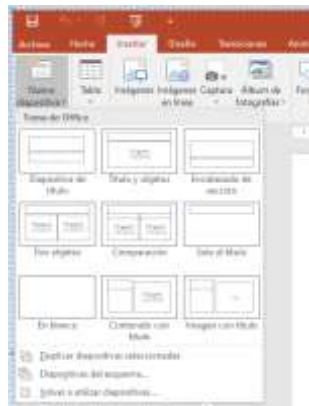 Archivo Inicio Insertar Diseño Transiciones Anim
Nueva Tabla Imágenes Imágenes Captura Álbum de
diapositiva en línea fotografías
Tema de Office
Diapositiva de Título y objetos Encabezado de
título sección
Dos objetos Comparación Solo el título
En blanco Contenido con Imagen con título
título
Duplicar diapositivas seleccionadas
Diapositivas del esquema...
Volver a utilizar diapositivas...